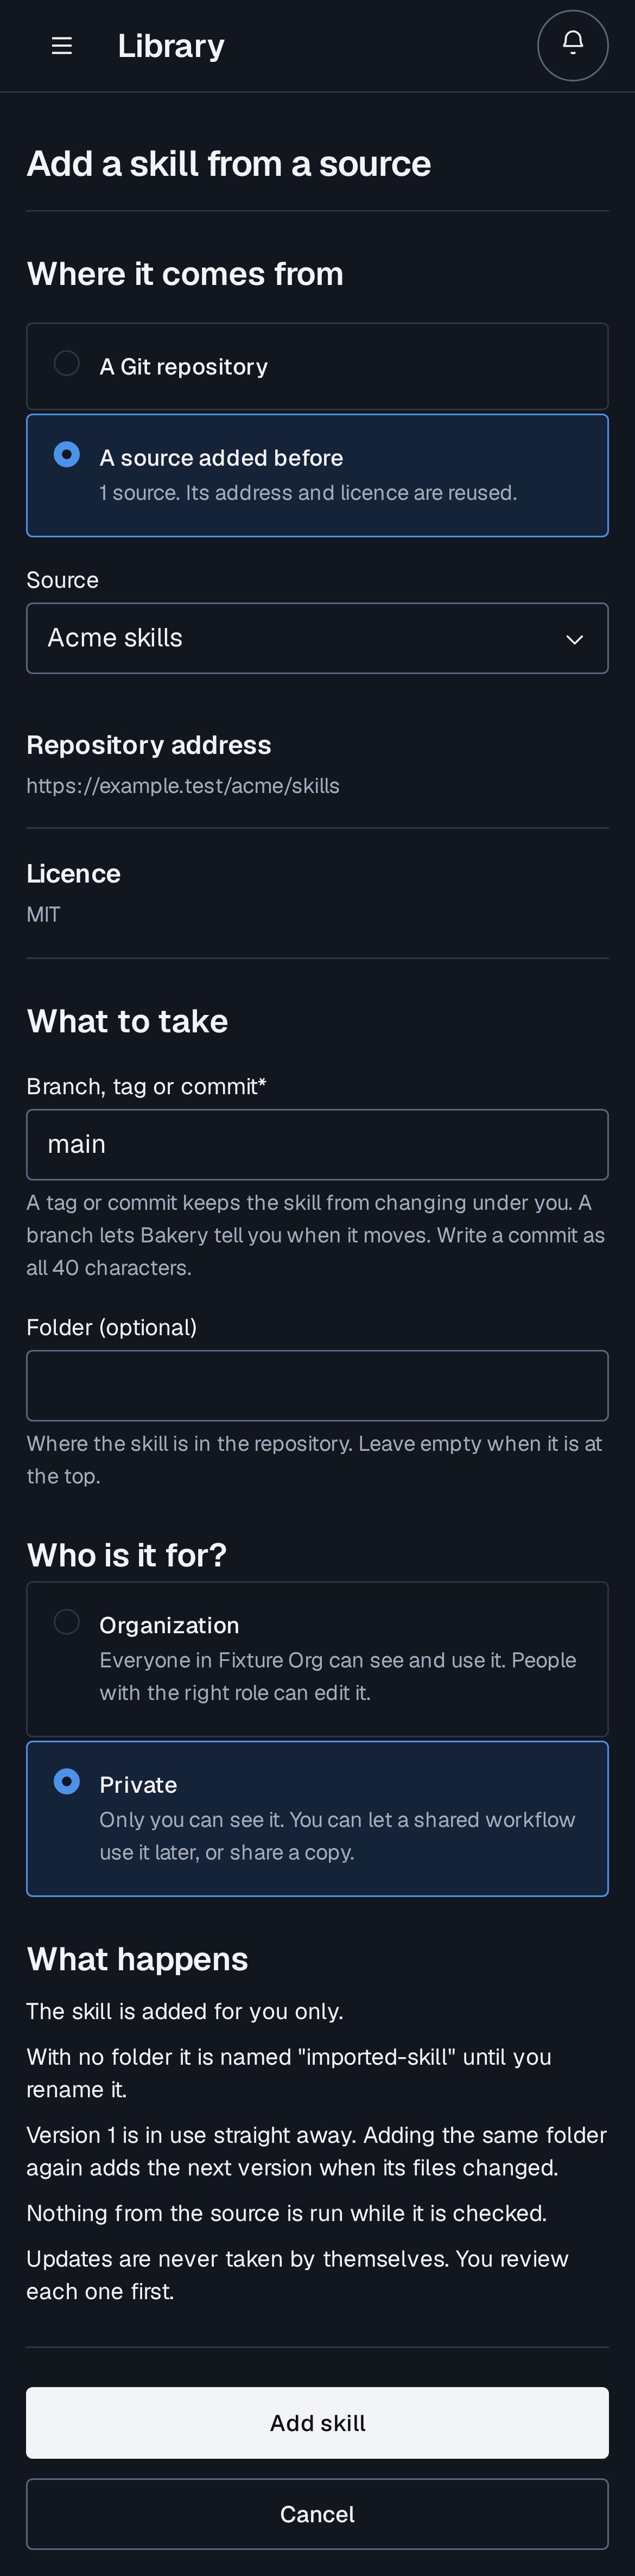 Library
Add a skill from a source
Where it comes from
A Git repository
A source added before
1 source. Its address and licence are reused.
Source
Acme skills
Repository address
https://example.test/acme/skills
Licence
MIT
What to take
Branch, tag or commit*
main
A tag or commit keeps the skill from changing under you. A
branch lets Bakery tell you when it moves. Write a commit as
all 40 characters.
Folder (optional)
Where the skill is in the repository. Leave empty when it is at
the top.
Who is it for?
Organization
Everyone in Fixture Org can see and use it. People
with the right role can edit it.
Private
Only you can see it. You can let a shared workflow
use it later, or share a copy.
What happens
The skill is added for you only.
With no folder it is named "imported-skill" until you
rename it.
Version 1 is in use straight away. Adding the same folder
again adds the next version when its files changed.
Nothing from the source is run while it is checked.
Updates are never taken by themselves. You review
each one first.
Add skill
Cancel